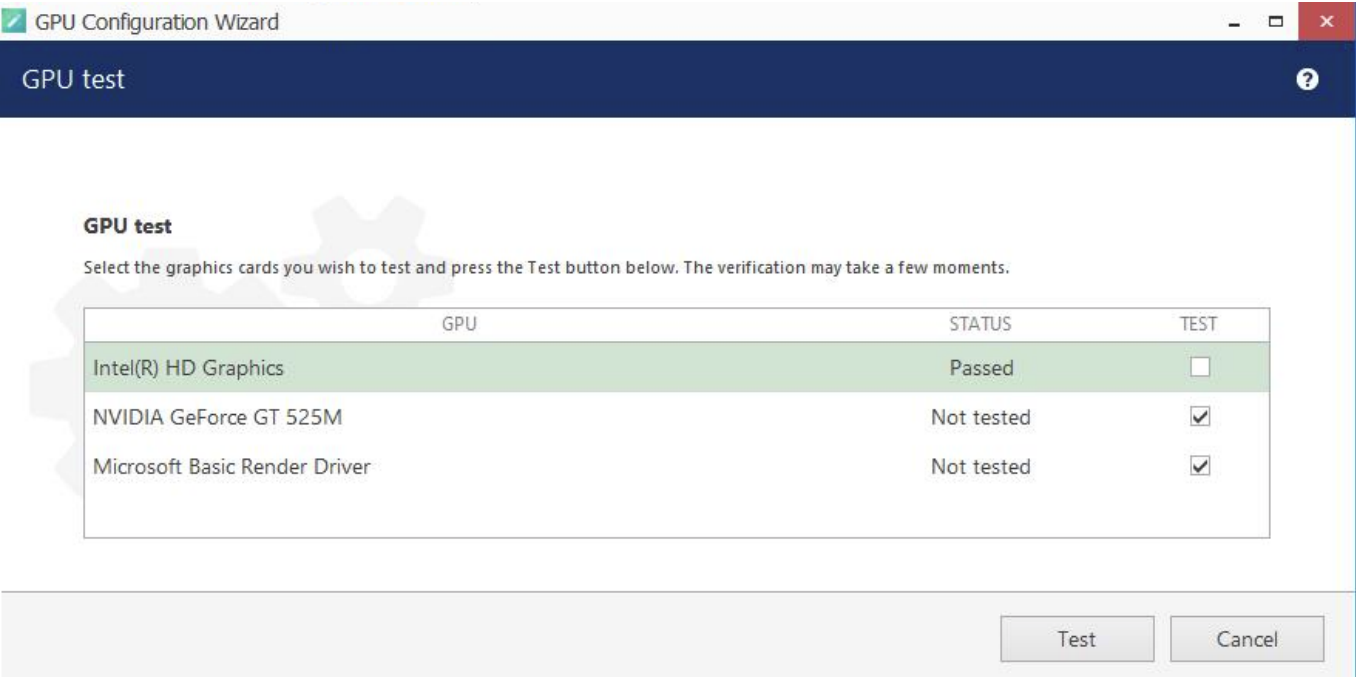 GPU Configuration Wizard
GPU test
GPU test
Select the graphics cards you wish to test and press the Test button below. The verification may take a few moments.
GPU STATUS TEST
Intel(R) HD Graphics Passed
NVIDIA GeForce GT 525M Not tested
Microsoft Basic Render Driver Not tested
Test Cancel